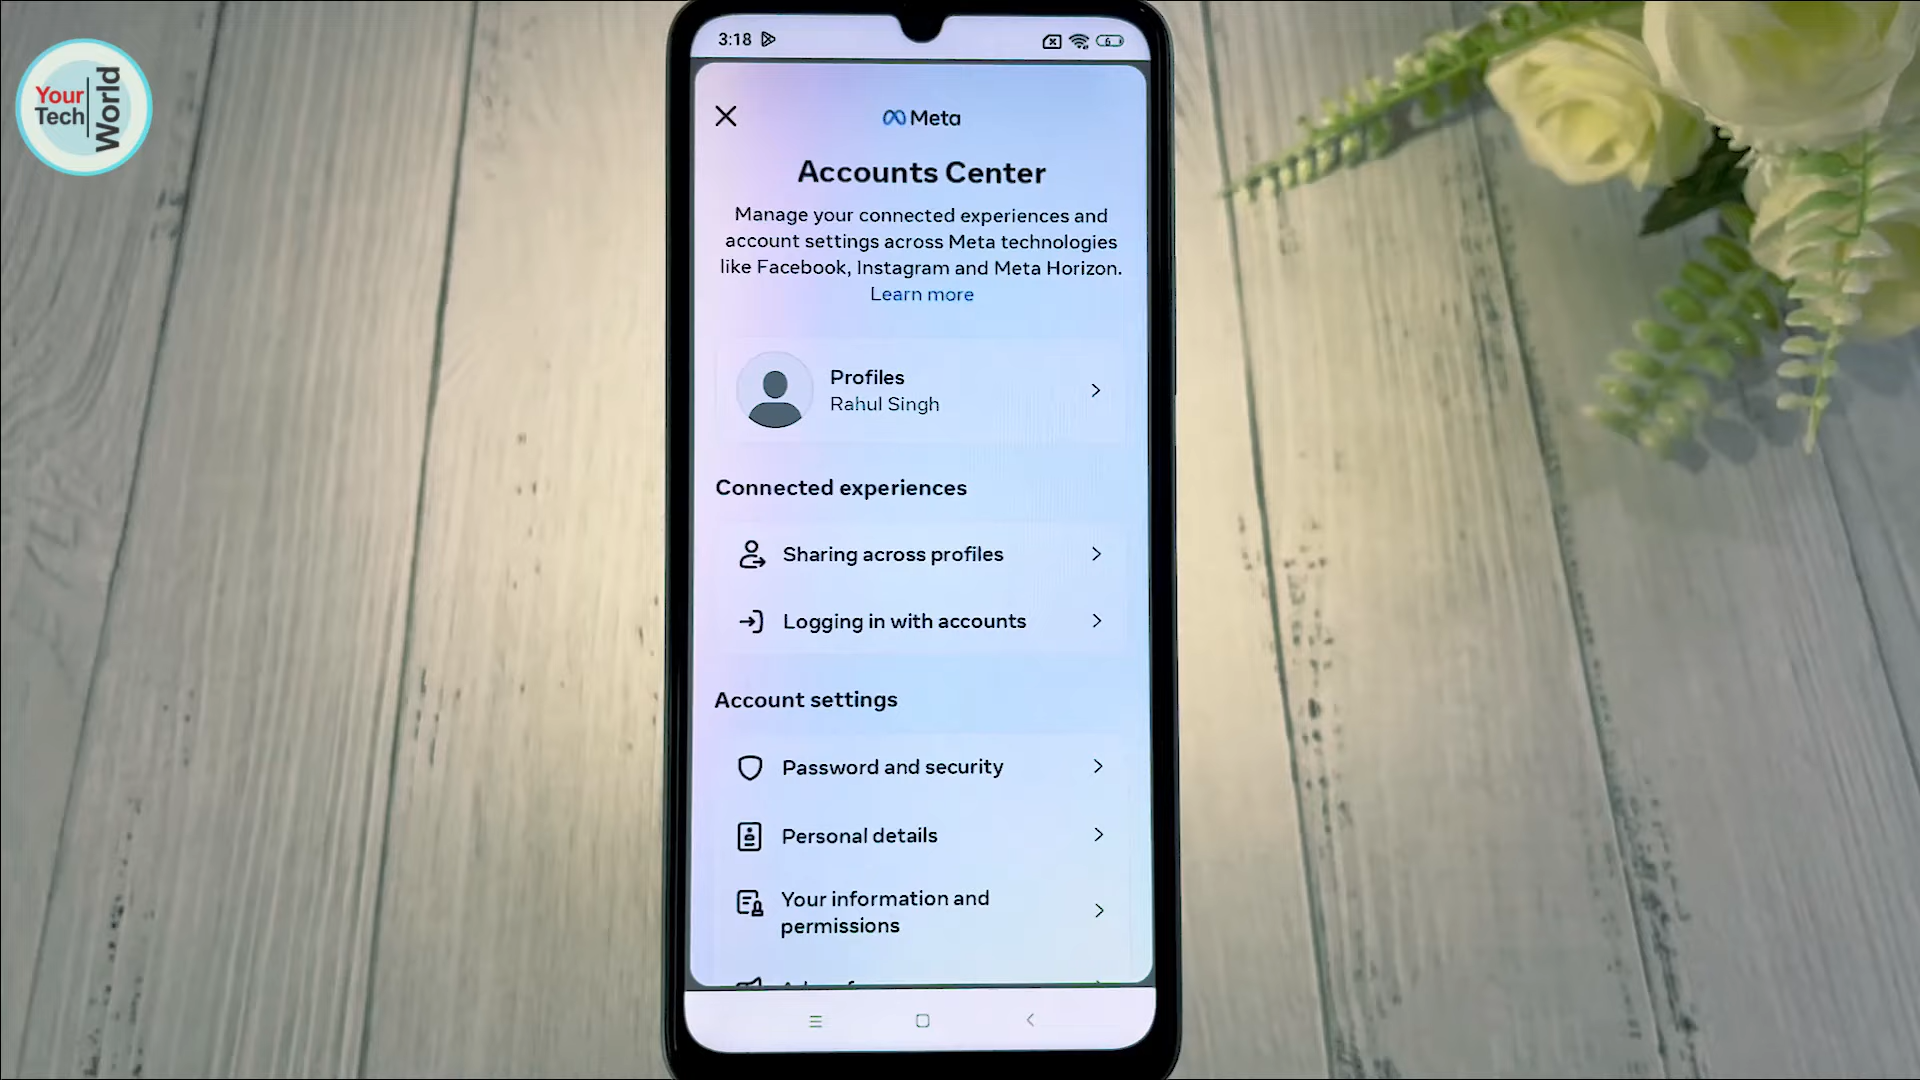 Your
Tech
World
3:18
6
Meta
Accounts Center
Manage your connected experiences and
account settings across Meta technologies
like Facebook, Instagram and Meta Horizon.
Learn more
Profiles
Rahul Singh
Connected experiences
Sharing across profiles
Logging in with accounts
Account settings
Password and security
Personal details
Your information and
permissions